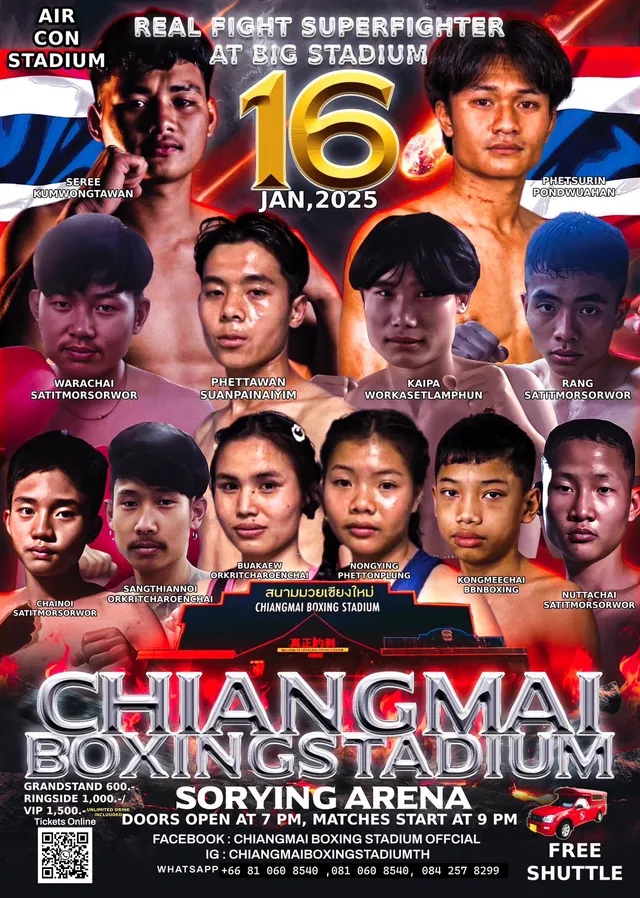 AIR
CON
STADIUM
REAL FIGHT SUPERFIGHTER
AT BIG STADIUM
16
JAN,2025
SEREE
KUMWONGTAWAN
PHETSURIN
PONDWUAHAN
WARACHAI
SATITMORSORWOR
PHETTAWAN
SUANPAINAIYIM
KAIPA
WORKASETLAMPHUN
RANG
SATITMORSORWOR
CHAINOI
SATITMORSORWOR
SANGTHIANNOI
ORKRITCHAROENCHAI
BUAKAEW
ORKRITCHAROENCHAI
NONGYING
PHETTONPLUNG
KONGMEECHAI
BBNBOXING
NUTTACHAI
SATITMORSORWOR
สนามมวยเชียงใหม่
CHIANGMAI BOXING STADIUM
CHIANGMAI
BOXINGSTADIUM
GRANDSTAND 600.-
RINGSIDE 1,000.-/
VIP 1,500.- UNLIMITED DRINK
INCLUUDED
Tickets Online
SORYING ARENA
DOORS OPEN AT 7 PM, MATCHES START AT 9 PM
FACEBOOK : CHIANGMAI BOXING STADIUM OFFCIAL
IG : CHIANGMAIBOXINGSTADIUMTH
WHATSAPP +66 81 060 8540 ,081 060 8540, 084 257 8299
FREE
SHUTTLE